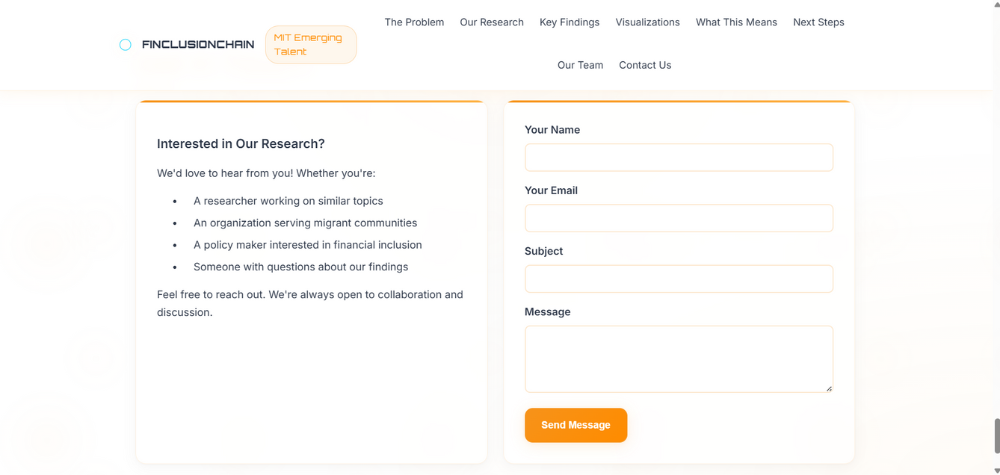 FINCLUSIONCHAIN
MIT Emerging
Talent
The Problem
Our Research
Key Findings
Visualizations
What This Means
Next Steps
Our Team
Contact Us
Interested in Our Research?
We'd love to hear from you! Whether you're:
• A researcher working on similar topics
• An organization serving migrant communities
• A policy maker interested in financial inclusion
• Someone with questions about our findings
Feel free to reach out. We're always open to collaboration and
discussion.
Your Name
Your Email
Subject
Message
Send Message